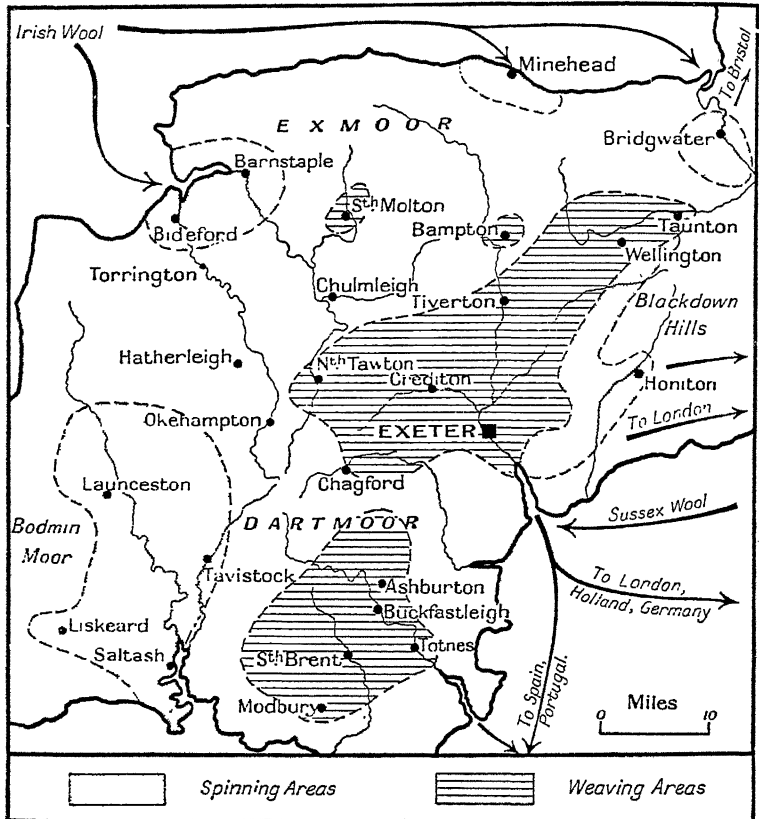 Irish Wool
Minehead
To Bristol
EXMOOR
Bridgwater
Barnstaple
Sth Molton
Bideford
Bampton
Taunton
Wellington
Torrington
Chulmleigh
Tiverton
Blackdown
Hills
Hatherleigh
Nth Tawton
Crediton
Honiton
Okehampton
EXETER
To London
Chagford
Launceston
Sussex Wool
DARTMOOR
Bodmin
Moor
Tavistock
Ashburton
To London,
Holland, Germany
Buckfastleigh
Liskeard
Totnes
Saltash
Sth Brent
To Spain,
Portugal.
Modbury
Miles
0 10
Spinning Areas
Weaving Areas